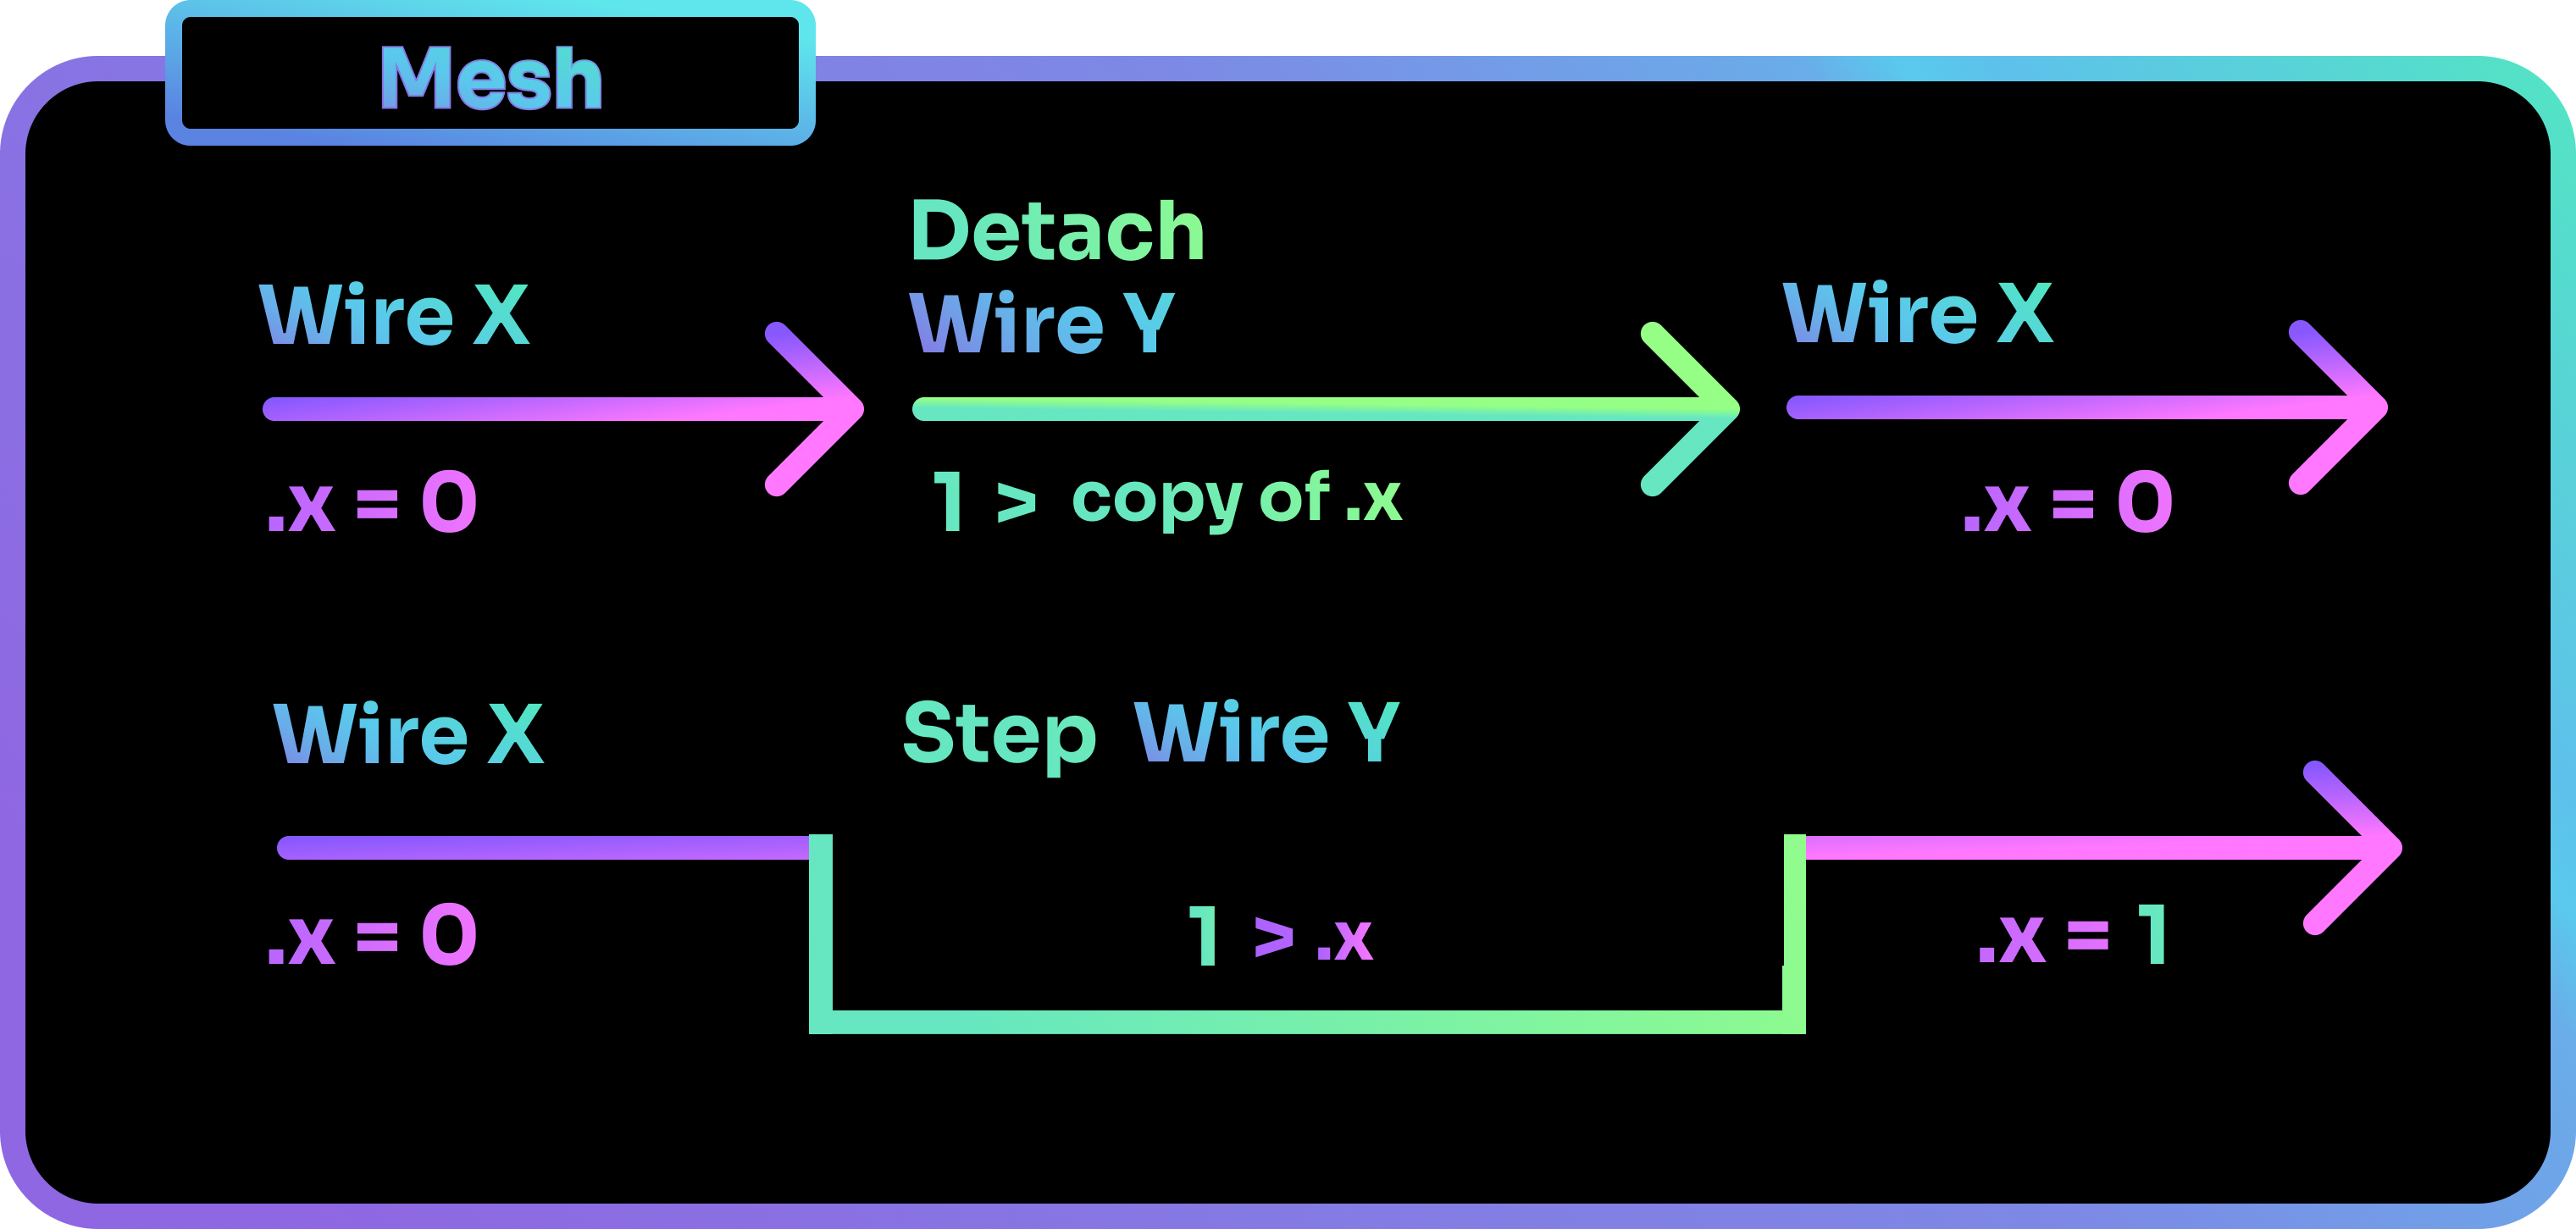 Mesh
Detach
Wire X
Wire Y
Wire X
.x = 0
1 > copy of .x
.x = 0
Wire X
Step Wire Y
.x = 0
1 > .x
.x = 1